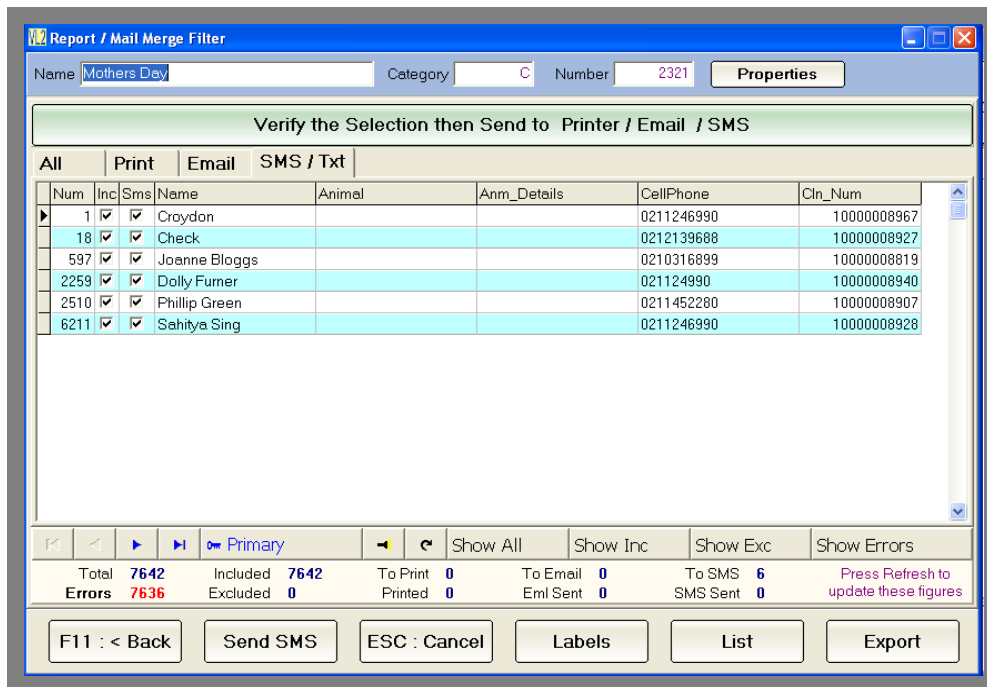 VL2 Report / Mail Merge Filter
Name Mothers Day Category C Number 2321 Properties
Verify the Selection then Send to Printer / Email / SMS
All Print Email SMS / Txt
Num Inc Sms Name Animal Anm_Details CellPhone Cln_Num
1 Croydon 0211246990 10000008967
18 Check 0212139688 10000008927
597 Joanne Bloggs 0210316899 10000008819
2259 Dolly Furner 021124990 10000008940
2510 Phillip Green 0211452280 10000008907
6211 Sahitya Sing 0211246990 10000008928
Primary Show All Show Inc Show Exc Show Errors
Total 7642 Included 7642 To Print 0 To Email 0 To SMS 6 Press Refresh to
Errors 7636 Excluded 0 Printed 0 Eml Sent 0 SMS Sent 0 update these figures
F11 : < Back Send SMS ESC : Cancel Labels List Export